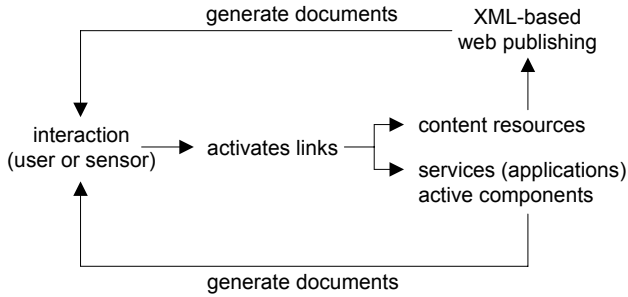 generate documents
XML-based
web publishing
interaction
(user or sensor)
activates links
content resources
services (applications)
active components
generate documents